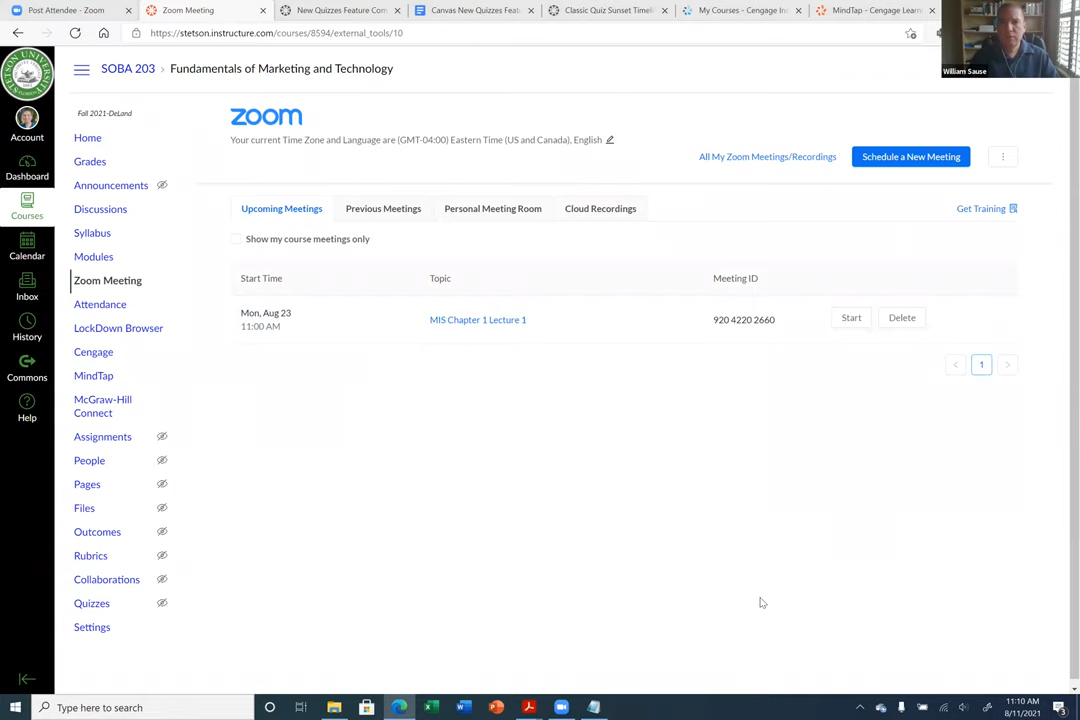 Post Attendee - Zoom
Zoom Meeting
New Quizzes Feature Com
Canvas New Quizzes Featu
Classic Quiz Sunset Timeli
My Courses - Cengage In
MindTap - Cengage Learn
https://stetson.instructure.com/courses/8594/external_tools/10
William Sause
SOBA 203 › Fundamentals of Marketing and Technology
Account
Dashboard
Courses
Calendar
Inbox
History
Commons
Help
Fall 2021-DeLand
Home
Grades
Announcements
Discussions
Syllabus
Modules
Zoom Meeting
Attendance
LockDown Browser
Cengage
MindTap
McGraw-Hill
Connect
Assignments
People
Pages
Files
Outcomes
Rubrics
Collaborations
Quizzes
Settings
zoom
Your current Time Zone and Language are (GMT-04:00) Eastern Time (US and Canada), English
All My Zoom Meetings/Recordings
Schedule a New Meeting
Upcoming Meetings
Previous Meetings
Personal Meeting Room
Cloud Recordings
Get Training
Show my course meetings only
Start Time
Topic
Meeting ID
Mon, Aug 23
11:00 AM
MIS Chapter 1 Lecture 1
920 4220 2660
Start
Delete
< 1 >
Type here to search
11:10 AM
8/11/2021
3